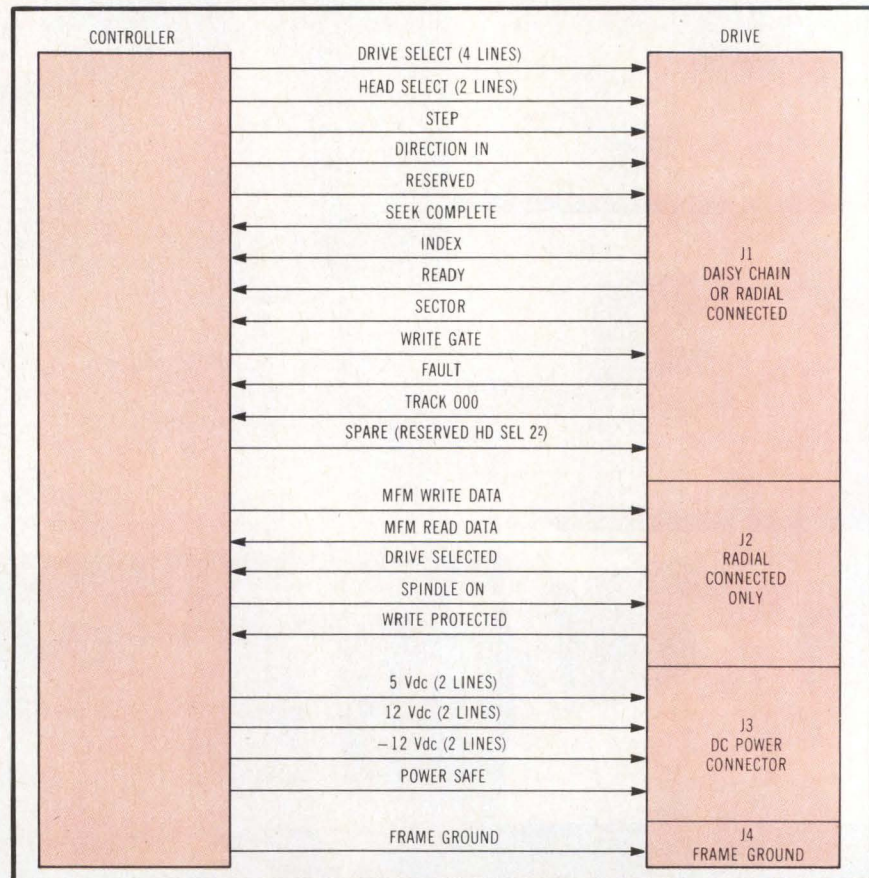 CONTROLLER
DRIVE
DRIVE SELECT (4 LINES)
HEAD SELECT (2 LINES)
STEP
DIRECTION IN
RESERVED
SEEK COMPLETE
INDEX
READY
SECTOR
WRITE GATE
FAULT
TRACK 000
SPARE (RESERVED HD SEL 2²)
J1
DAISY CHAIN
OR RADIAL
CONNECTED
MFM WRITE DATA
MFM READ DATA
DRIVE SELECTED
SPINDLE ON
WRITE PROTECTED
J2
RADIAL
CONNECTED
ONLY
5 Vdc (2 LINES)
12 Vdc (2 LINES)
−12 Vdc (2 LINES)
POWER SAFE
J3
DC POWER
CONNECTOR
FRAME GROUND
J4
FRAME GROUND